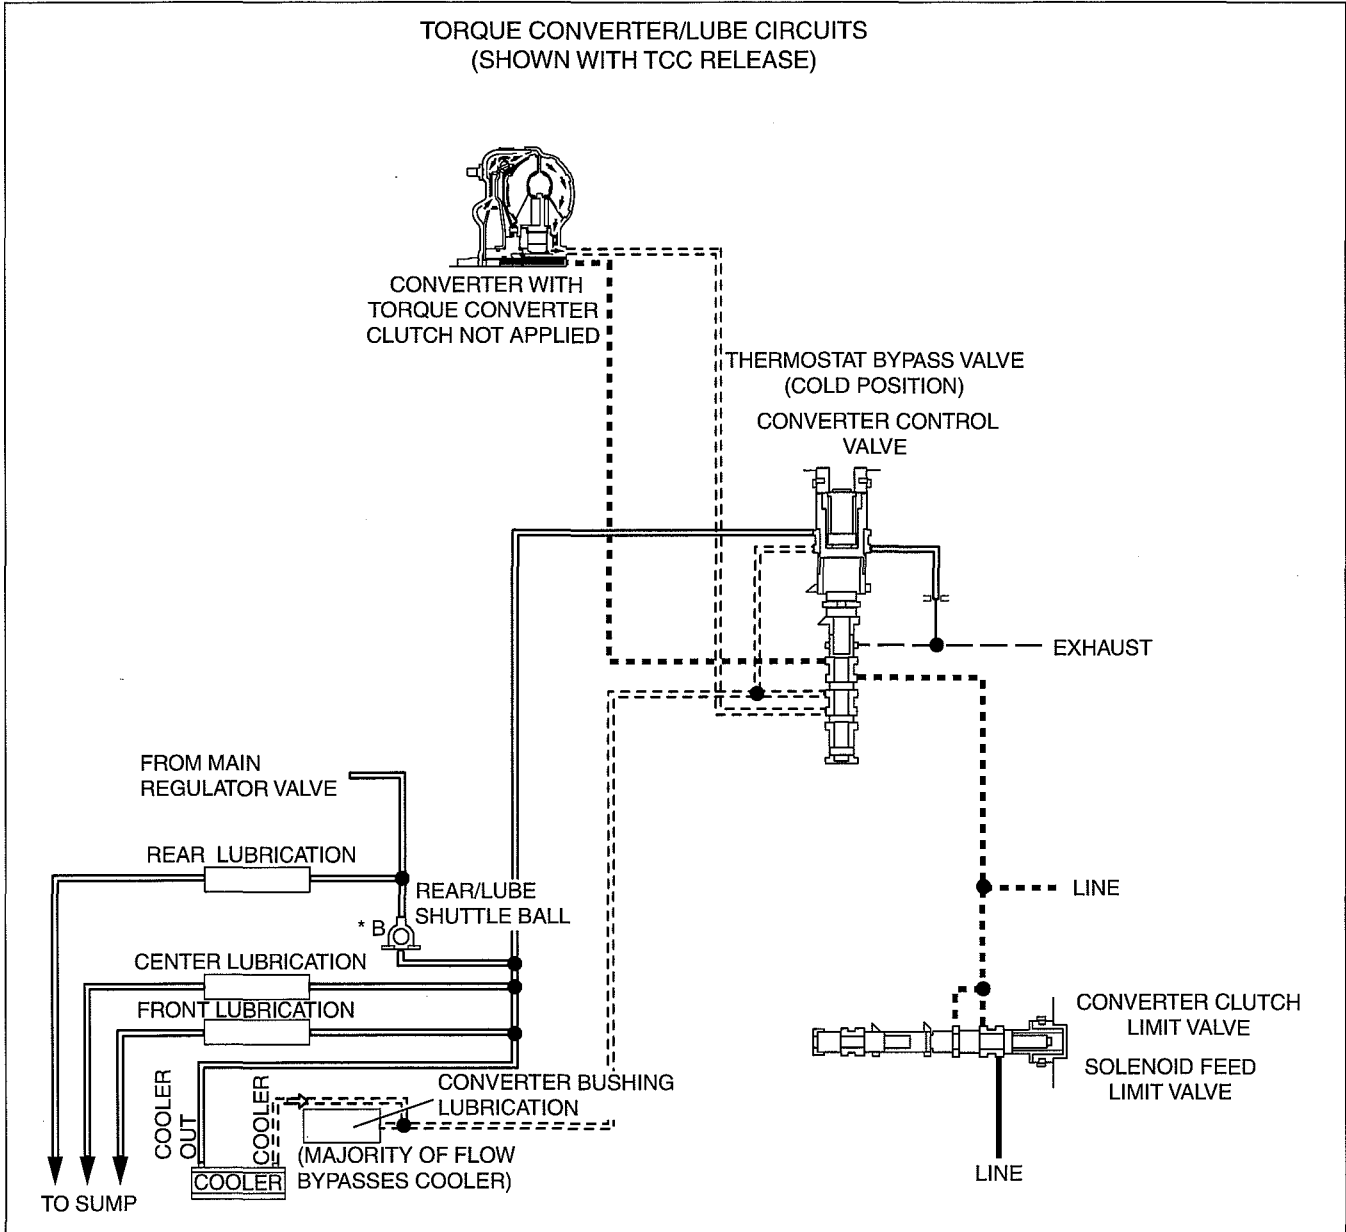 TORQUE CONVERTER/LUBE CIRCUITS
(SHOWN WITH TCC RELEASE)
CONVERTER WITH
TORQUE CONVERTER
CLUTCH NOT APPLIED
THERMOSTAT BYPASS VALVE
(COLD POSITION)
CONVERTER CONTROL
VALVE
EXHAUST
FROM MAIN
REGULATOR VALVE
REAR LUBRICATION
REAR/LUBE
SHUTTLE BALL
* B
LINE
CENTER LUBRICATION
FRONT LUBRICATION
CONVERTER CLUTCH
LIMIT VALVE
SOLENOID FEED
LIMIT VALVE
CONVERTER BUSHING
LUBRICATION
COOLER
OUT
COOLER
(MAJORITY OF FLOW
BYPASSES COOLER)
COOLER
LINE
TO SUMP